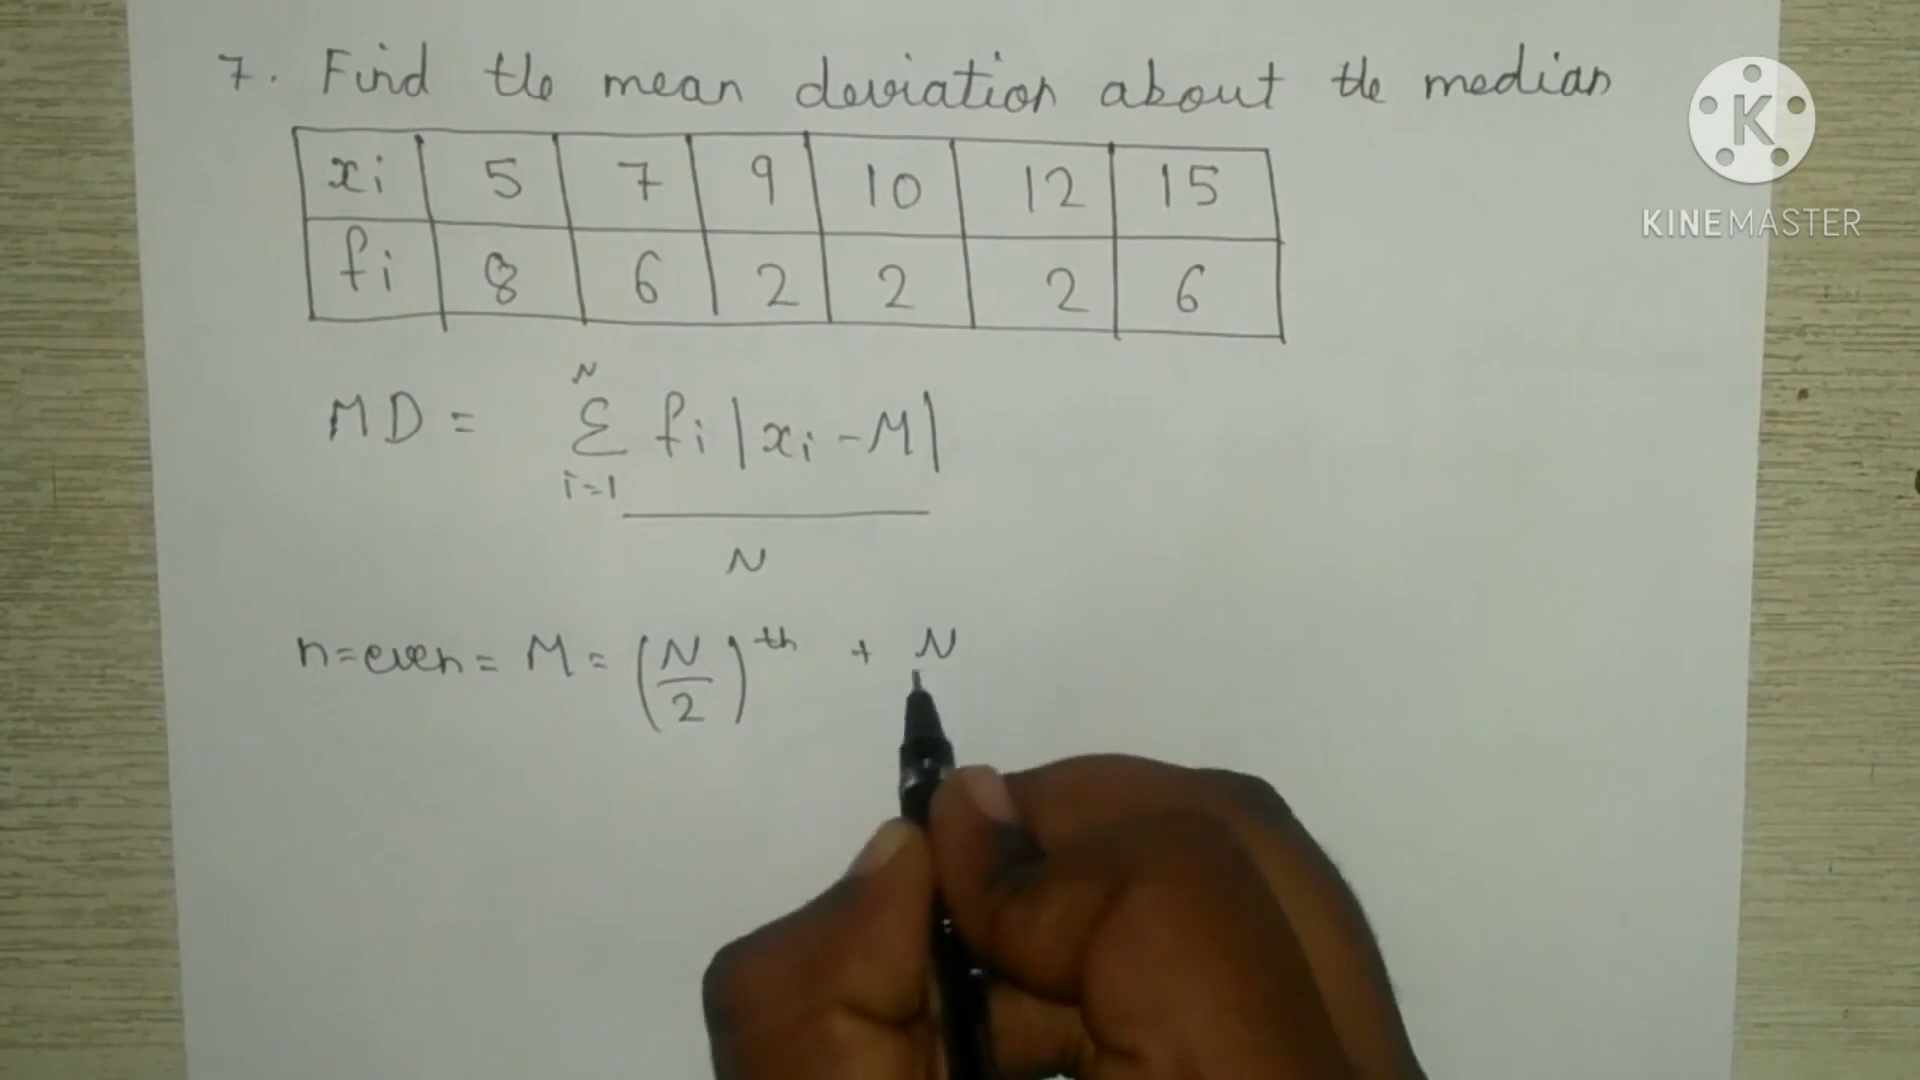 7. Find the mean deviation about the median
xi 5 7 9 10 12 15
fi 8 6 2 2 2 6
MD = Σ fi |xi - M|
N
i=1
N
n=even= M= (N/2)th + N
K
KINEMASTER